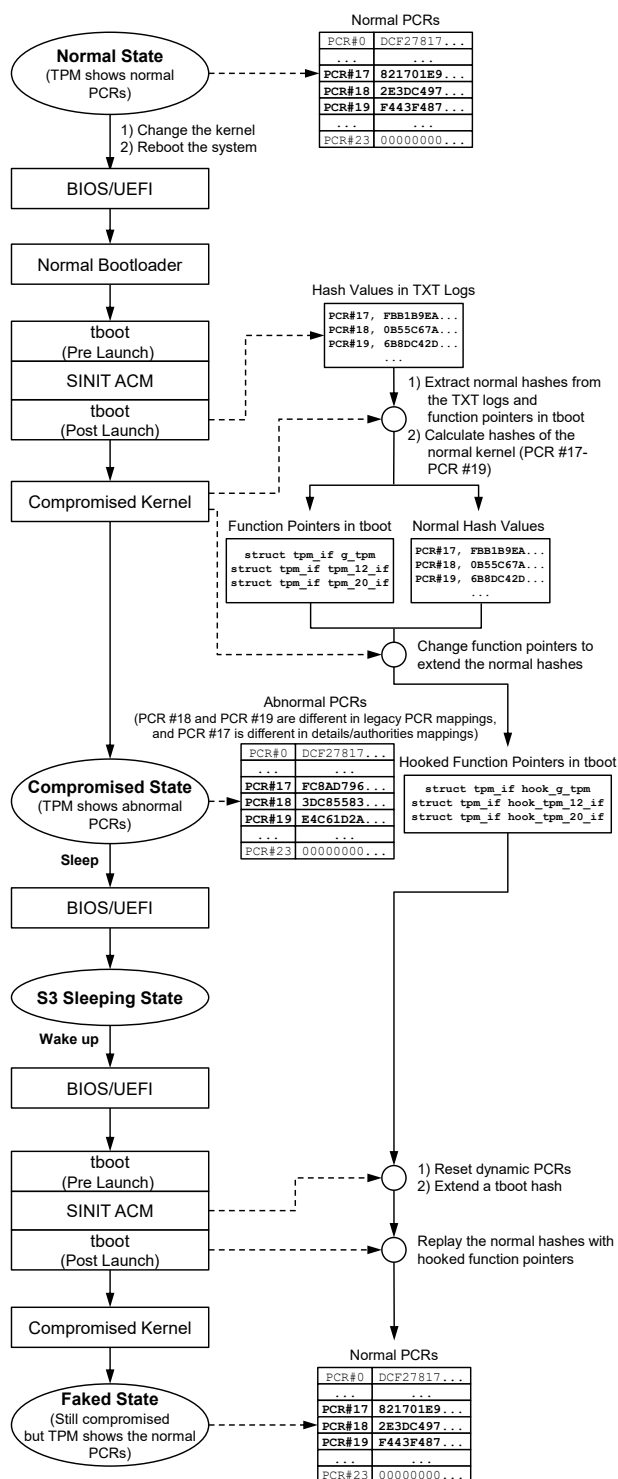 Normal PCRs
PCR#0 DCF27817...
... ...
PCR#17 821701E9...
PCR#18 2E3DC497...
PCR#19 F443F487...
... ...
PCR#23 00000000...
Normal State
(TPM shows normal
PCRs)
1) Change the kernel
2) Reboot the system
BIOS/UEFI
Normal Bootloader
tboot
(Pre Launch)
SINIT ACM
tboot
(Post Launch)
Hash Values in TXT Logs
PCR#17, FBB1B9EA...
PCR#18, 0B55C67A...
PCR#19, 6B8DC42D...
...
1) Extract normal hashes from
the TXT logs and
function pointers in tboot
2) Calculate hashes of the
normal kernel (PCR #17-
PCR #19)
Compromised Kernel
Function Pointers in tboot
struct tpm_if g_tpm
struct tpm_if tpm_12_if
struct tpm_if tpm_20_if
Normal Hash Values
PCR#17, FBB1B9EA...
PCR#18, 0B55C67A...
PCR#19, 6B8DC42D...
...
Change function pointers to
extend the normal hashes
Abnormal PCRs
(PCR #18 and PCR #19 are different in legacy PCR mappings,
and PCR #17 is different in details/authorities mappings)
PCR#0 DCF27817...
... ...
PCR#17 FC8AD796...
PCR#18 3DC85583...
PCR#19 E4C61D2A...
... ...
PCR#23 00000000...
Hooked Function Pointers in tboot
struct tpm_if hook_g_tpm
struct tpm_if hook_tpm_12_if
struct tpm_if hook_tpm_20_if
Compromised State
(TPM shows abnormal
PCRs)
Sleep
BIOS/UEFI
S3 Sleeping State
Wake up
BIOS/UEFI
tboot
(Pre Launch)
SINIT ACM
tboot
(Post Launch)
1) Reset dynamic PCRs
2) Extend a tboot hash
Replay the normal hashes with
hooked function pointers
Compromised Kernel
Normal PCRs
PCR#0 DCF27817...
... ...
PCR#17 821701E9...
PCR#18 2E3DC497...
PCR#19 F443F487...
... ...
PCR#23 00000000...
Faked State
(Still compromised
but TPM shows the normal
PCRs)